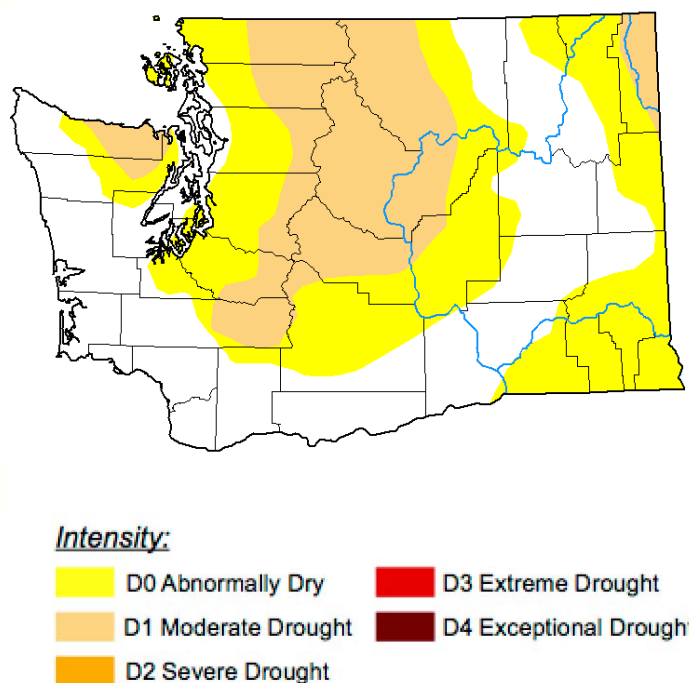 Intensity:
D0 Abnormally Dry
D3 Extreme Drought
D1 Moderate Drought
D4 Exceptional Drought
D2 Severe Drought